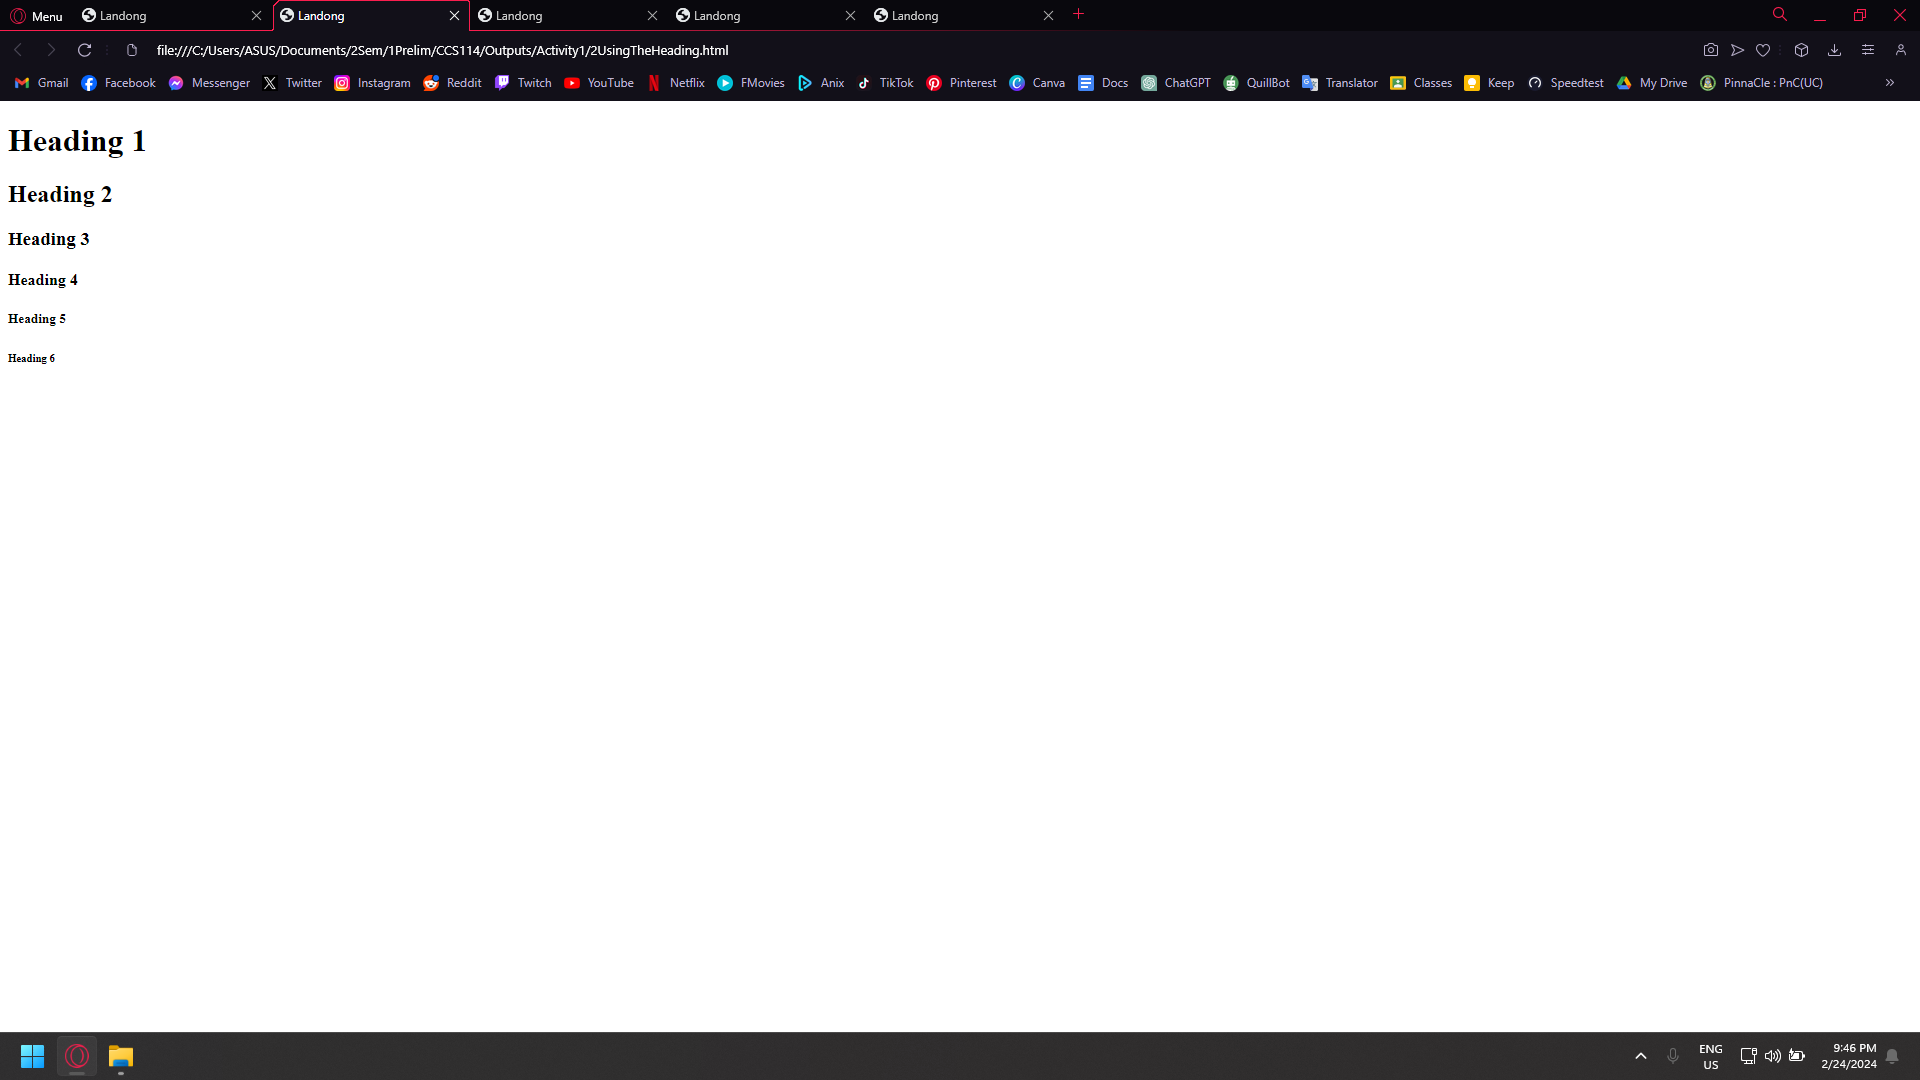 Menu Landong Landong Landong Landong Landong
file:///C:/Users/ASUS/Documents/2Sem/1Prelim/CCS114/Outputs/Activity1/2UsingTheHeading.html
Gmail Facebook Messenger Twitter Instagram Reddit Twitch YouTube Netflix FMovies Anix TikTok Pinterest Canva Docs ChatGPT QuillBot Translator Classes Keep Speedtest My Drive PinnaCle : PnC(UC) »
Heading 1
Heading 2
Heading 3
Heading 4
Heading 5
Heading 6
ENG 9:46 PM
US 2/24/2024